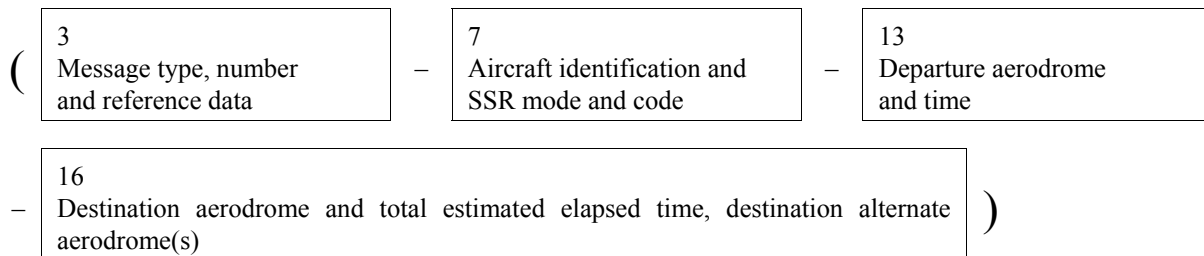 (
3
Message type, number
and reference data
–
7
Aircraft identification and
SSR mode and code
–
13
Departure aerodrome
and time
–
16
Destination aerodrome and total estimated elapsed time, destination alternate
aerodrome(s)
)